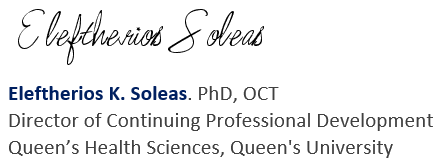 Eleftherios Soleas
Eleftherios K. Soleas. PhD, OCT
Director of Continuing Professional Development
Queen’s Health Sciences, Queen's University